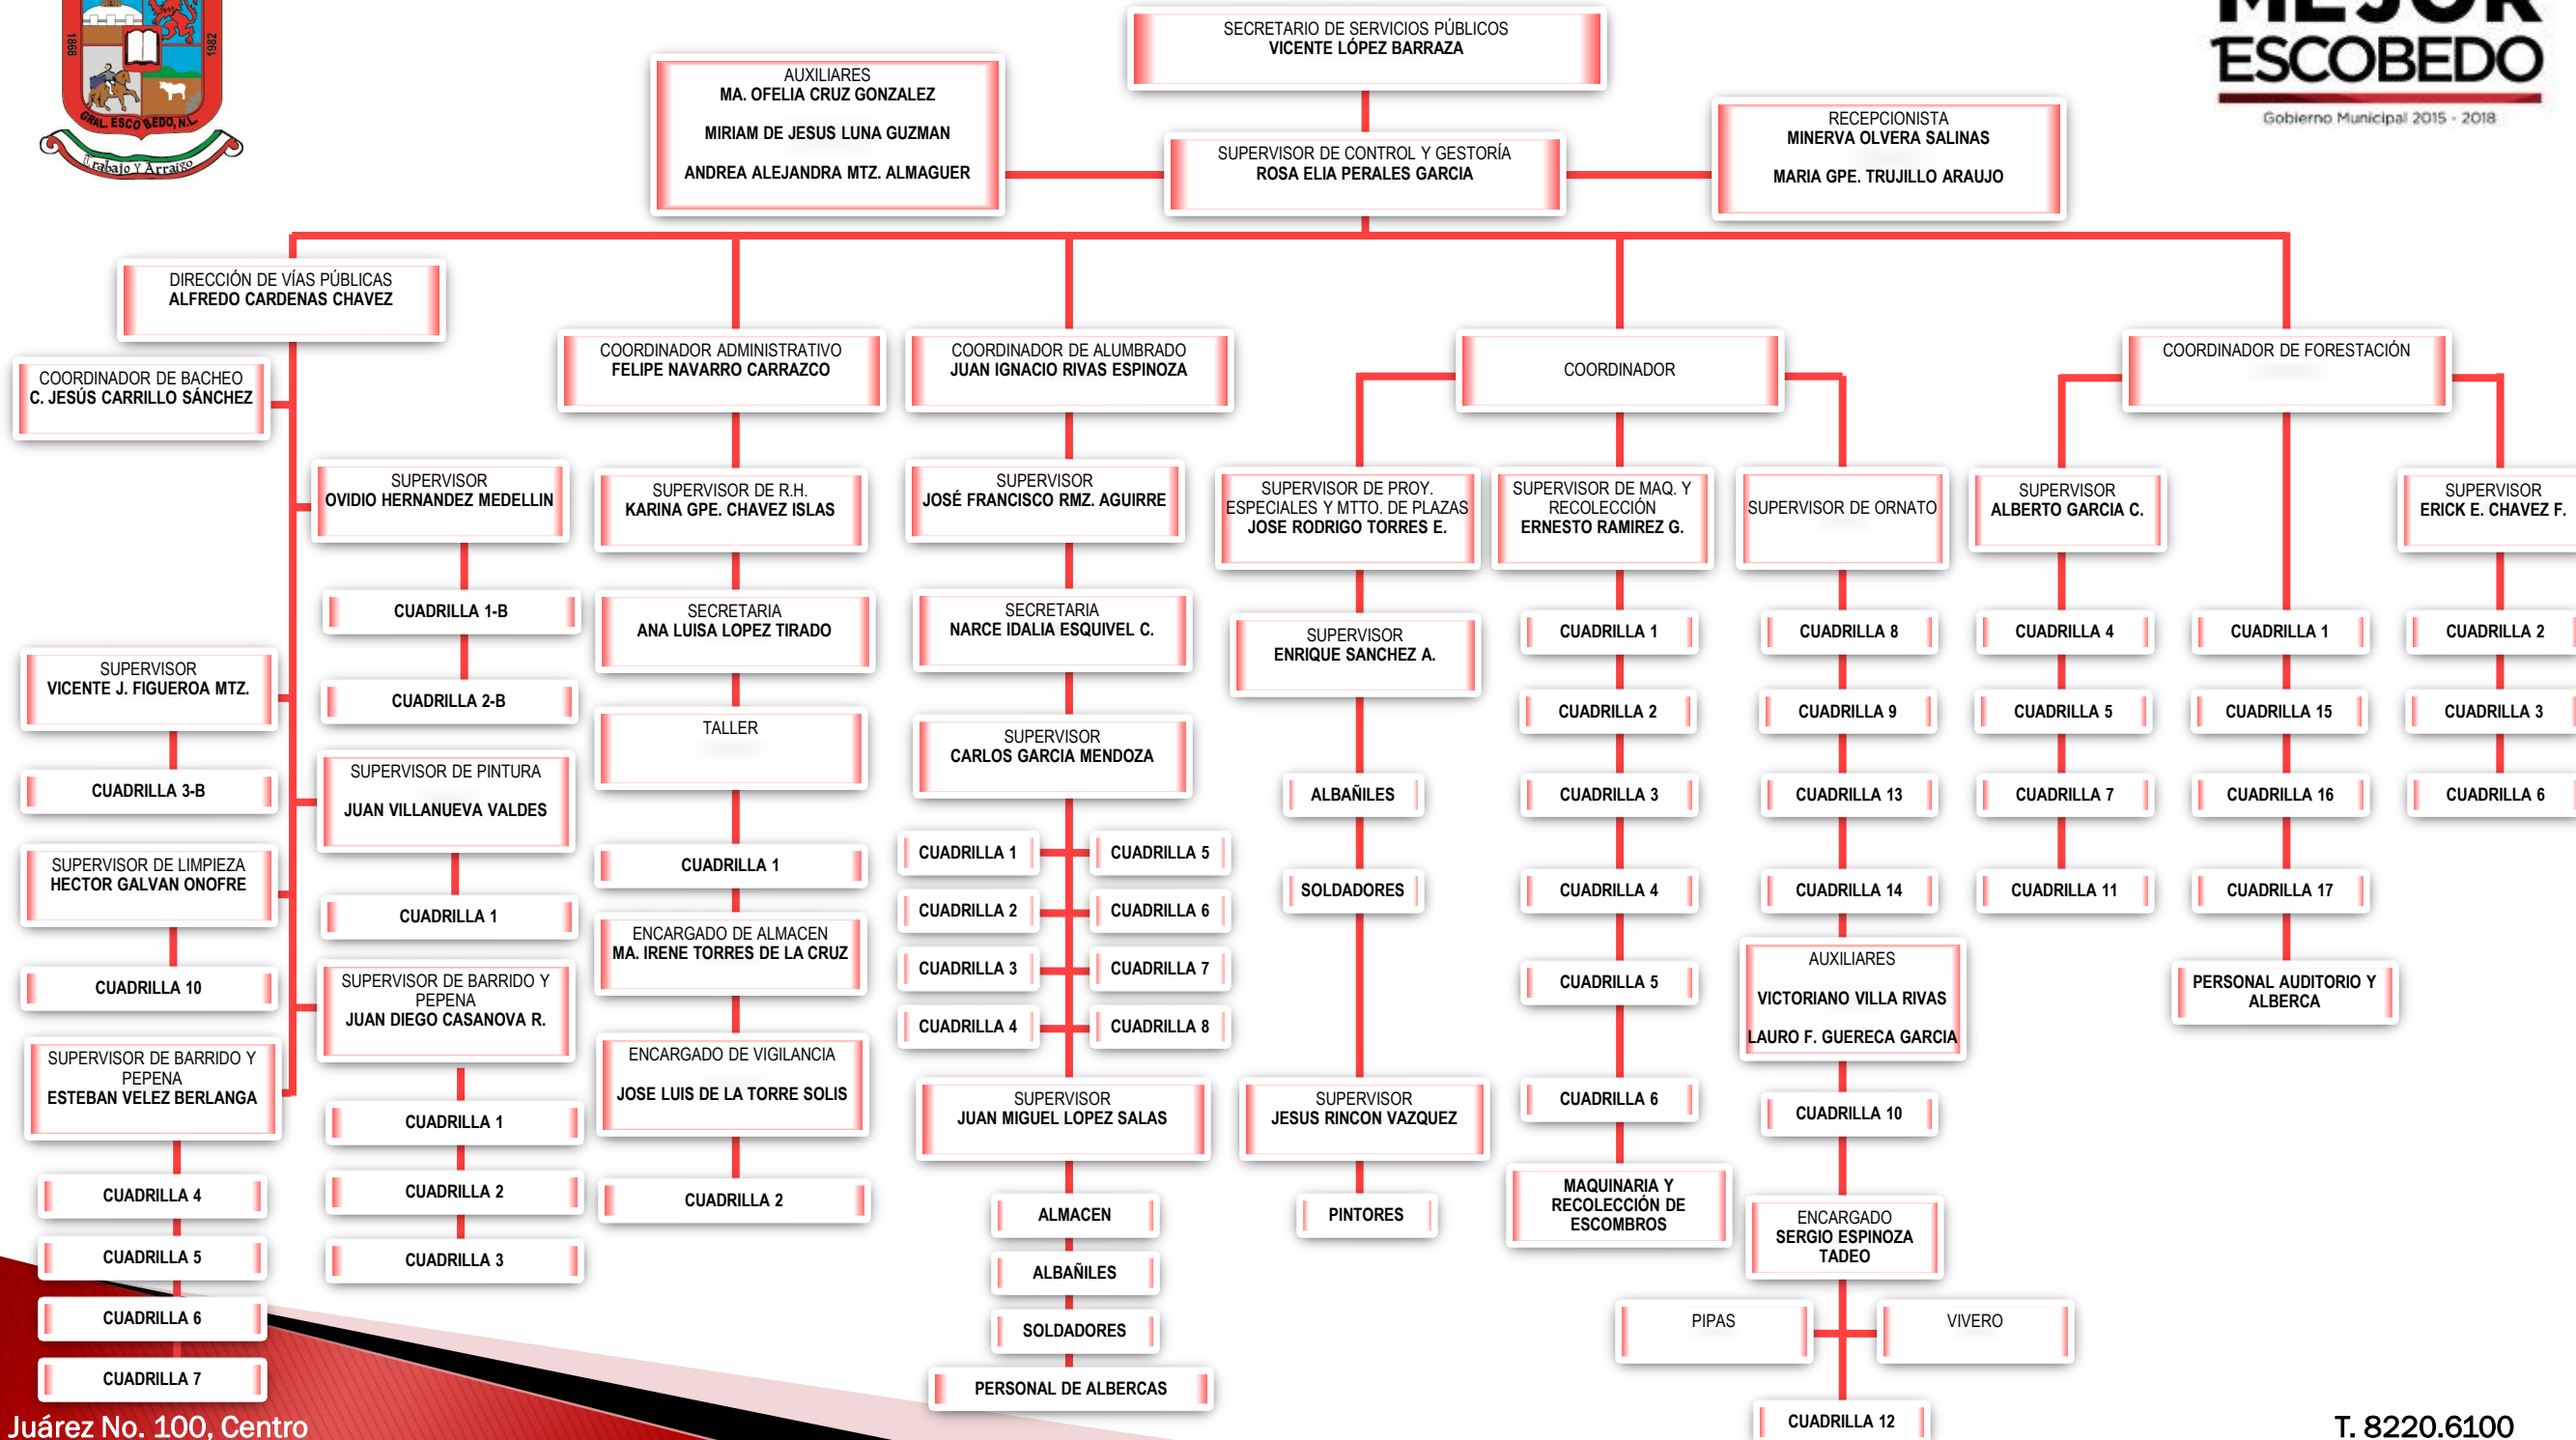 1868
1982
GRAL. ESCOBEDO, N.L.
Trabajo Y Arraigo
MEJOR
ESCOBEDO
Gobierno Municipal 2015 - 2018
SECRETARIO DE SERVICIOS PÚBLICOS
VICENTE LÓPEZ BARRAZA
AUXILIARES
MA. OFELIA CRUZ GONZALEZ
MIRIAM DE JESUS LUNA GUZMAN
ANDREA ALEJANDRA MTZ. ALMAGUER
SUPERVISOR DE CONTROL Y GESTORÍA
ROSA ELIA PERALES GARCIA
RECEPCIONISTA
MINERVA OLVERA SALINAS
MARIA GPE. TRUJILLO ARAUJO
DIRECCIÓN DE VÍAS PÚBLICAS
ALFREDO CARDENAS CHAVEZ
COORDINADOR DE BACHEO
C. JESÚS CARRILLO SÁNCHEZ
SUPERVISOR
OVIDIO HERNANDEZ MEDELLIN
CUADRILLA 1-B
CUADRILLA 2-B
SUPERVISOR
VICENTE J. FIGUEROA MTZ.
CUADRILLA 3-B
SUPERVISOR DE PINTURA
JUAN VILLANUEVA VALDES
CUADRILLA 1
SUPERVISOR DE LIMPIEZA
HECTOR GALVAN ONOFRE
CUADRILLA 10
SUPERVISOR DE BARRIDO Y
PEPENA
JUAN DIEGO CASANOVA R.
CUADRILLA 1
CUADRILLA 2
CUADRILLA 3
SUPERVISOR DE BARRIDO Y
PEPENA
ESTEBAN VELEZ BERLANGA
CUADRILLA 4
CUADRILLA 5
CUADRILLA 6
CUADRILLA 7
COORDINADOR ADMINISTRATIVO
FELIPE NAVARRO CARRAZCO
SUPERVISOR DE R.H.
KARINA GPE. CHAVEZ ISLAS
SECRETARIA
ANA LUISA LOPEZ TIRADO
TALLER
CUADRILLA 1
ENCARGADO DE ALMACEN
MA. IRENE TORRES DE LA CRUZ
ENCARGADO DE VIGILANCIA
JOSE LUIS DE LA TORRE SOLIS
CUADRILLA 2
COORDINADOR DE ALUMBRADO
JUAN IGNACIO RIVAS ESPINOZA
SUPERVISOR
JOSÉ FRANCISCO RMZ. AGUIRRE
SECRETARIA
NARCE IDALIA ESQUIVEL C.
SUPERVISOR
CARLOS GARCIA MENDOZA
CUADRILLA 1
CUADRILLA 5
CUADRILLA 2
CUADRILLA 6
CUADRILLA 3
CUADRILLA 7
CUADRILLA 4
CUADRILLA 8
SUPERVISOR
JUAN MIGUEL LOPEZ SALAS
ALMACEN
ALBAÑILES
SOLDADORES
PERSONAL DE ALBERCAS
COORDINADOR
SUPERVISOR DE PROY.
ESPECIALES Y MTTO. DE PLAZAS
JOSE RODRIGO TORRES E.
SUPERVISOR
ENRIQUE SANCHEZ A.
ALBAÑILES
SOLDADORES
SUPERVISOR
JESUS RINCON VAZQUEZ
PINTORES
SUPERVISOR DE MAQ. Y
RECOLECCIÓN
ERNESTO RAMIREZ G.
CUADRILLA 1
CUADRILLA 2
CUADRILLA 3
CUADRILLA 4
CUADRILLA 5
CUADRILLA 6
MAQUINARIA Y
RECOLECCIÓN DE
ESCOMBROS
SUPERVISOR DE ORNATO
CUADRILLA 8
CUADRILLA 9
CUADRILLA 13
CUADRILLA 14
AUXILIARES
VICTORIANO VILLA RIVAS
LAURO F. GUERECA GARCIA
CUADRILLA 10
ENCARGADO
SERGIO ESPINOZA
TADEO
PIPAS
VIVERO
CUADRILLA 12
COORDINADOR DE FORESTACIÓN
SUPERVISOR
ALBERTO GARCIA C.
CUADRILLA 4
CUADRILLA 5
CUADRILLA 7
CUADRILLA 11
CUADRILLA 1
CUADRILLA 15
CUADRILLA 16
CUADRILLA 17
PERSONAL AUDITORIO Y
ALBERCA
SUPERVISOR
ERICK E. CHAVEZ F.
CUADRILLA 2
CUADRILLA 3
CUADRILLA 6
Juárez No. 100, Centro
T. 8220.6100